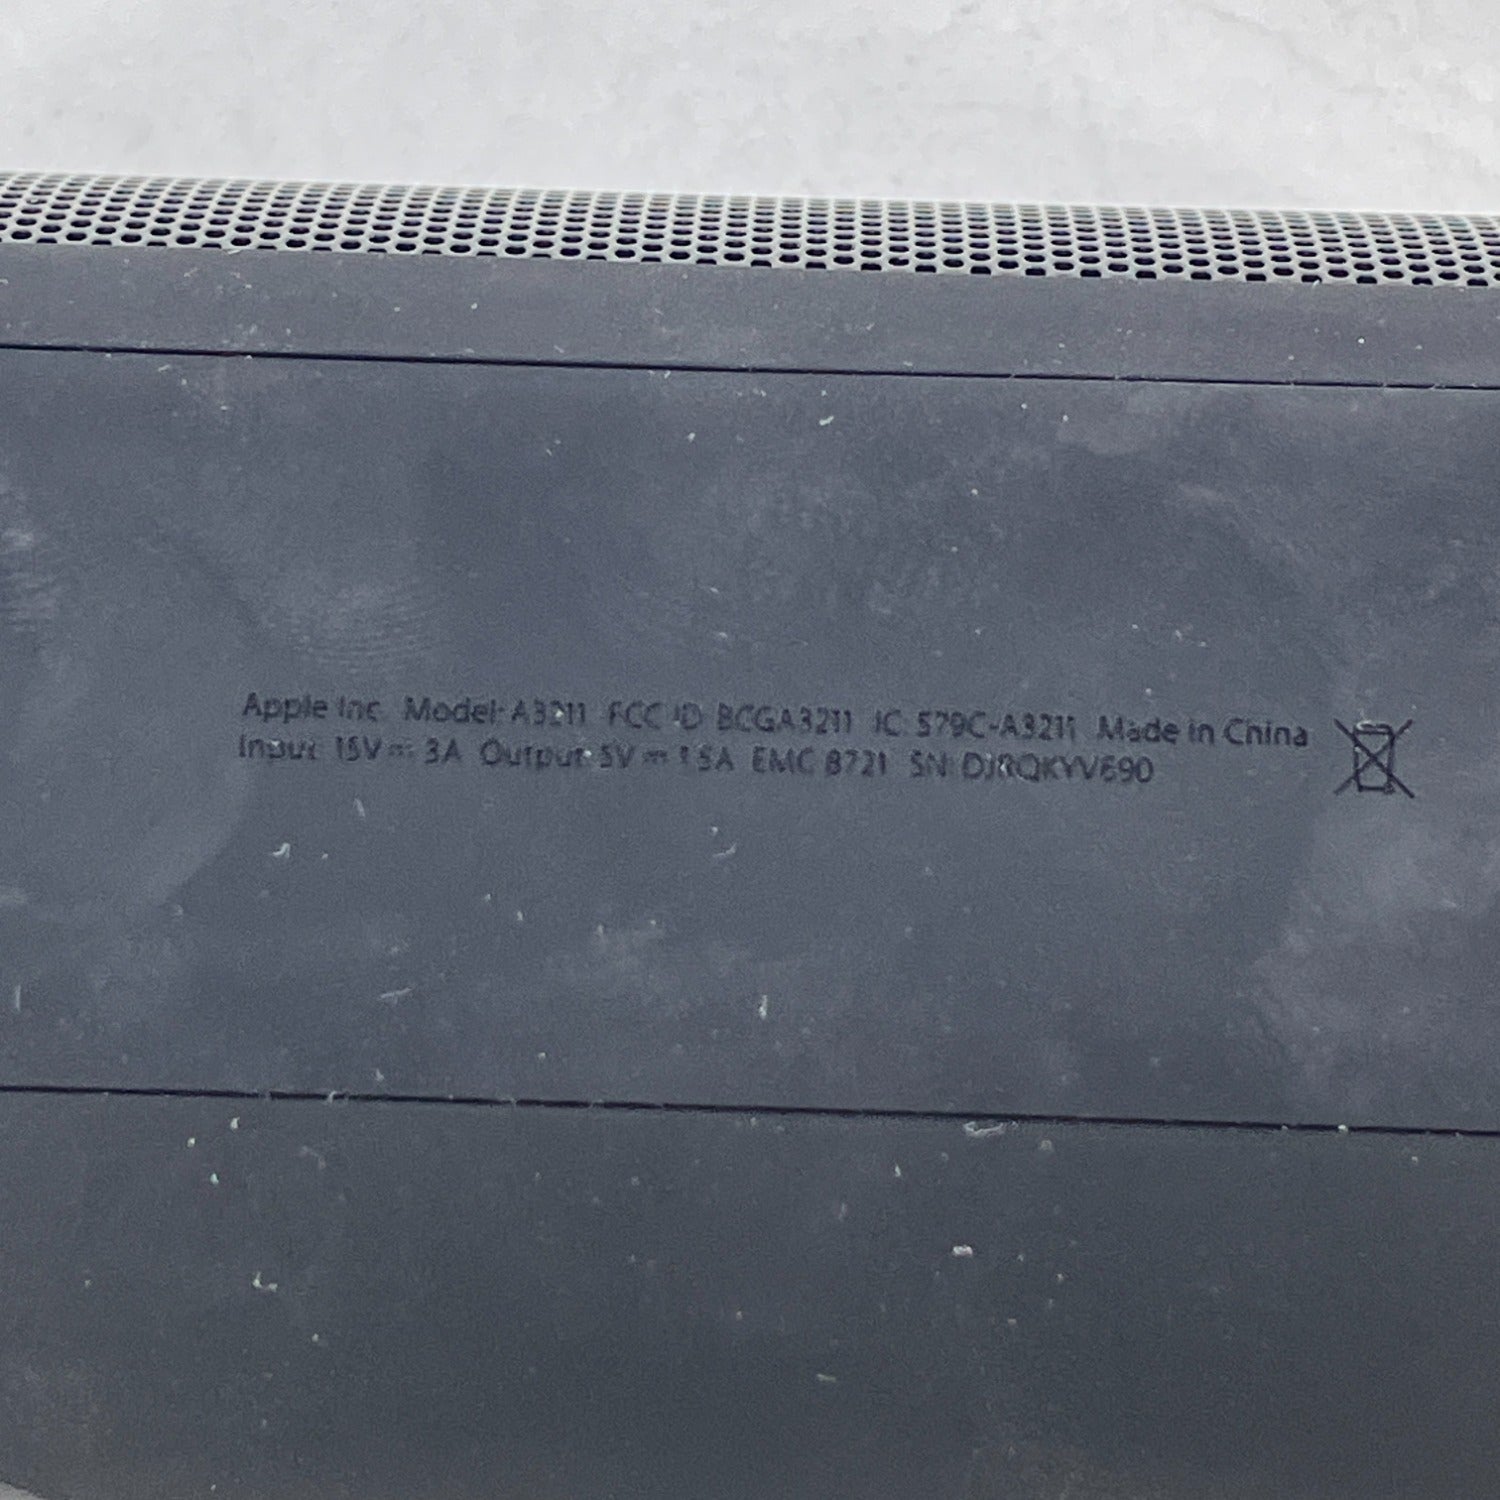 Apple Inc. Model: A3211 FCC ID: BCGA3211 IC: 579C-A3211 Made in China
Input: 15V⎓3A Output: 5V⎓1.5A EMC 8721 SN: